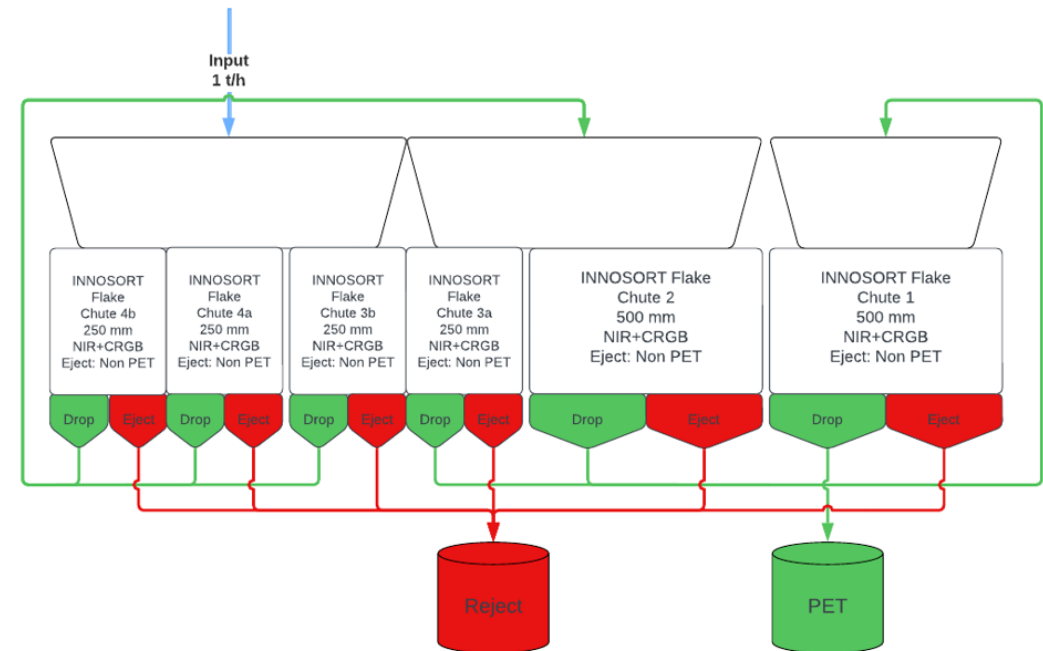 Input
1 t/h
INNOSORT
Flake
Chute 4b
250 mm
NIR+CRGB
Eject: Non PET
INNOSORT
Flake
Chute 4a
250 mm
NIR+CRGB
Eject: Non PET
INNOSORT
Flake
Chute 3b
250 mm
NIR+CRGB
Eject: Non PET
INNOSORT
Flake
Chute 3a
250 mm
NIR+CRGB
Eject: Non PET
INNOSORT Flake
Chute 2
500 mm
NIR+CRGB
Eject: Non PET
INNOSORT Flake
Chute 1
500 mm
NIR+CRGB
Eject: Non PET
Drop
Eject
Drop
Eject
Drop
Eject
Drop
Eject
Drop
Eject
Drop
Eject
Reject
PET